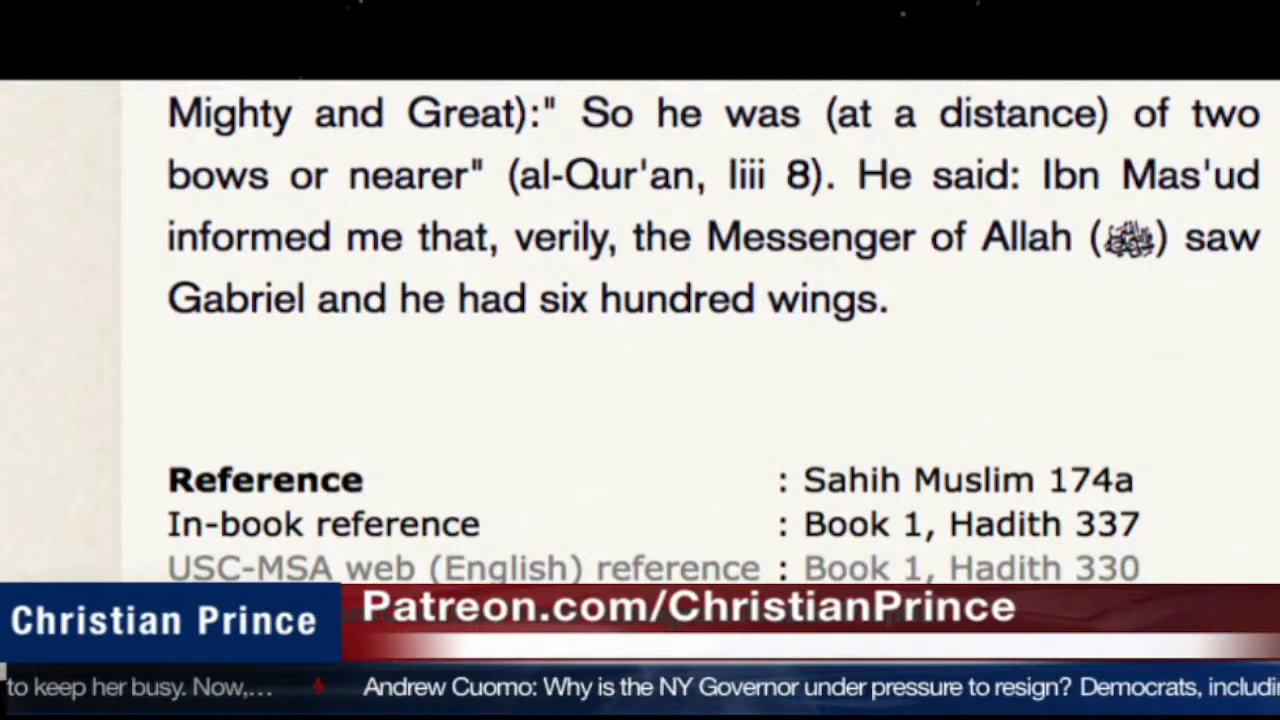 Mighty and Great):" So he was (at a distance) of two
bows or nearer" (al-Qur'an, liii 8). He said: Ibn Mas'ud
informed me that, verily, the Messenger of Allah (ﷺ) saw
Gabriel and he had six hundred wings.
Reference : Sahih Muslim 174a
In-book reference : Book 1, Hadith 337
USC-MSA web (English) reference : Book 1, Hadith 330
Christian Prince
Patreon.com/ChristianPrince
to keep her busy. Now,... Andrew Cuomo: Why is the NY Governor under pressure to resign? Democrats, includi